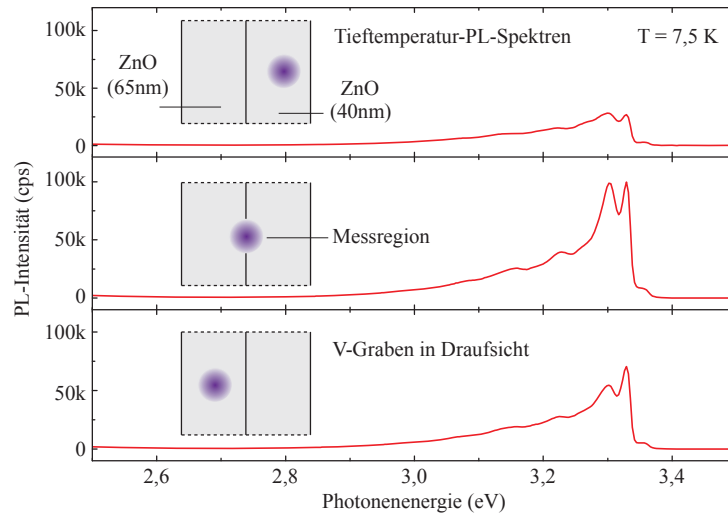 100k
50k
0
ZnO
(65nm)
ZnO
(40nm)
Tieftemperatur-PL-Spektren
T = 7,5 K
100k
50k
0
Messregion
100k
50k
0
V-Graben in Draufsicht
PL-Intensität (cps)
2,6
2,8
3,0
3,2
3,4
Photonenenergie (eV)